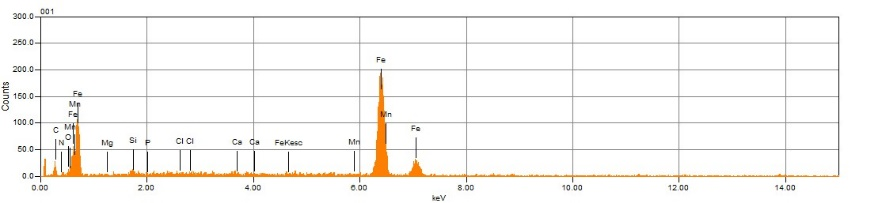 001
300.0
250.0
200.0
150.0
100.0
50.0
0.0
Counts
C
N
O
Mn
Fe
Mn
Fe
Mg
Si
P
Cl Cl
Ca Ca
FeKesc
Mn
Fe
Mn
Fe
0.00 2.00 4.00 6.00 8.00 10.00 12.00 14.00
keV